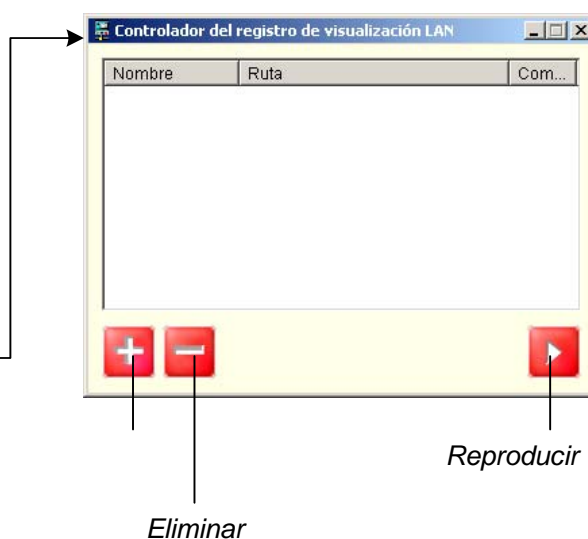 Controlador del registro de visualización LAN
Nombre Ruta Com...
Reproducir
Eliminar